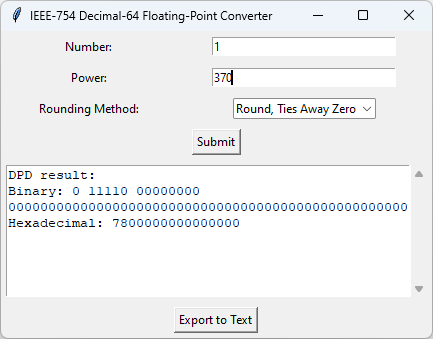 IEEE-754 Decimal-64 Floating-Point Converter
Number: 1
Power: 370
Rounding Method: Round, Ties Away Zero
Submit
DPD result:
Binary: 0 11110 00000000
00000000000000000000000000000000000000000000000000
Hexadecimal: 7800000000000000
Export to Text